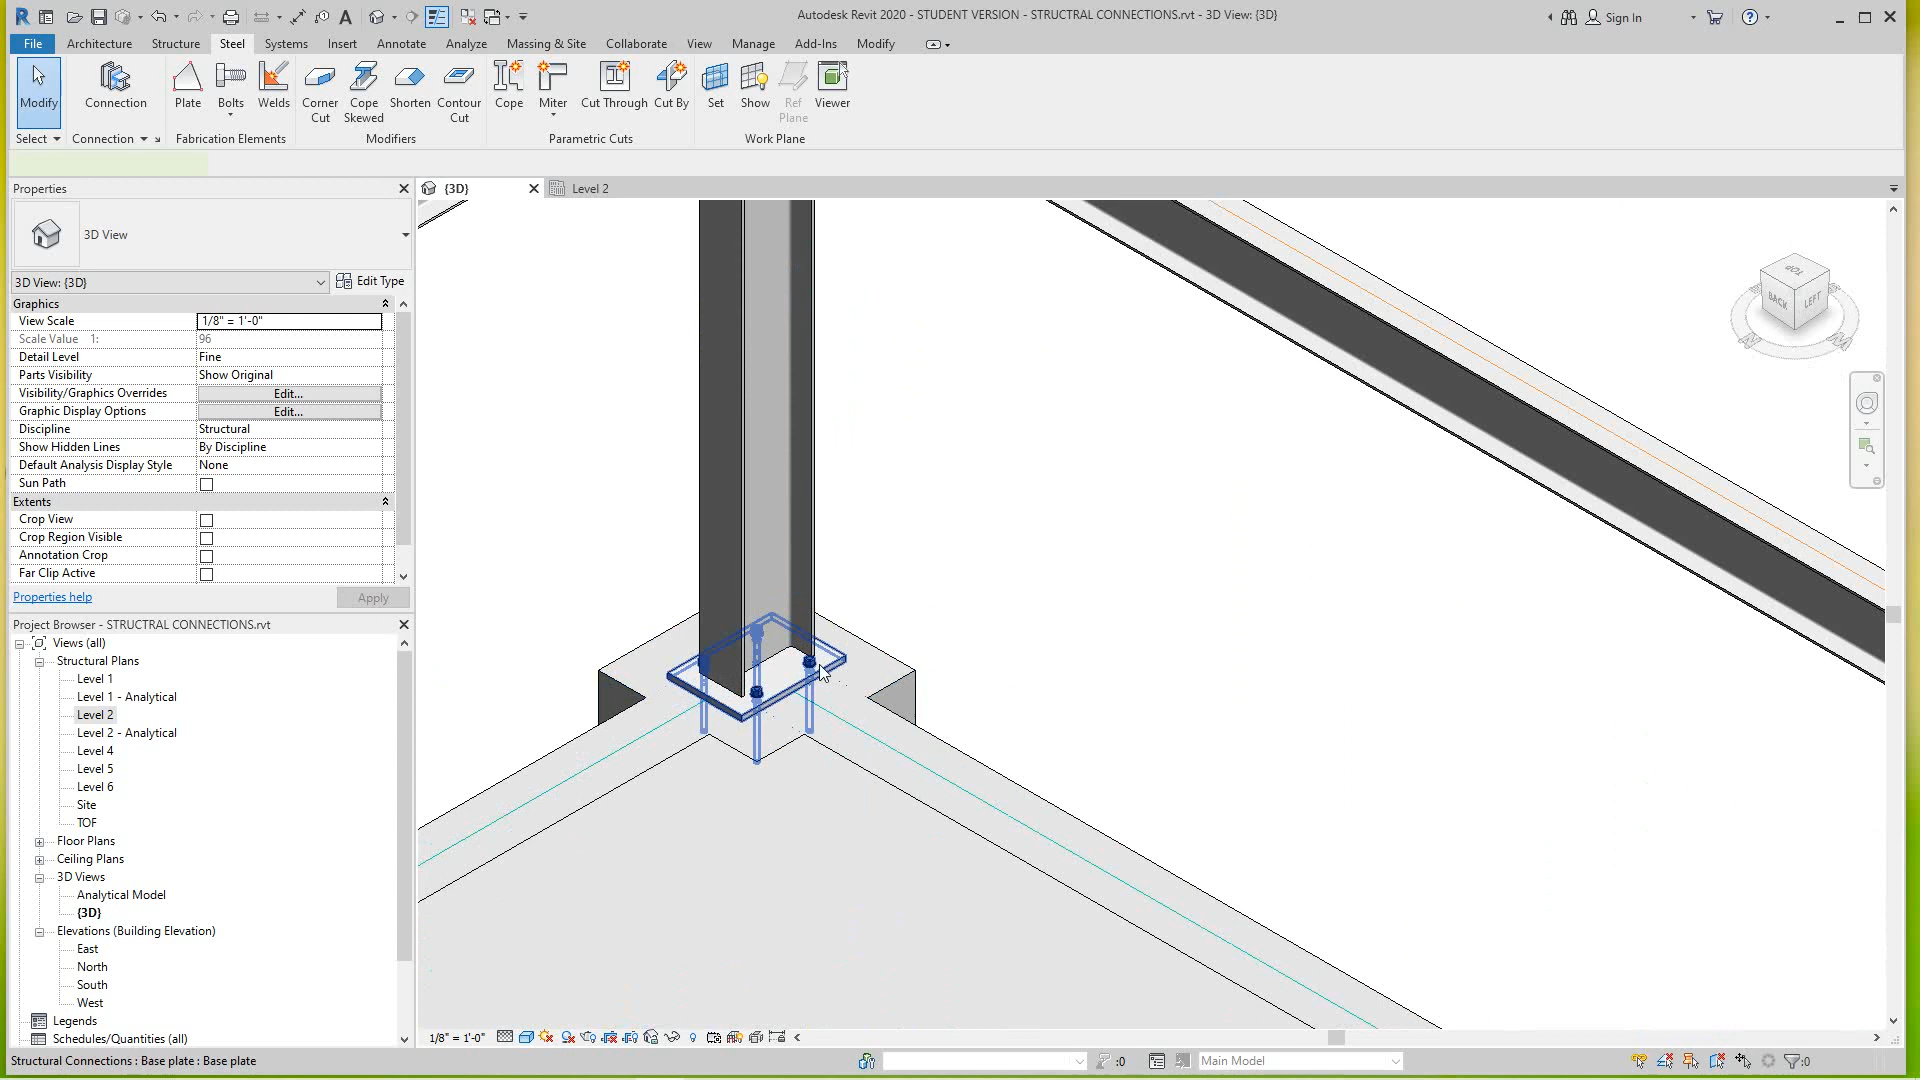 Autodesk Revit 2020 - STUDENT VERSION - STRUCTRAL CONNECTIONS.rvt - 3D View: {3D}
Sign In
File Architecture Structure Steel Systems Insert Annotate Analyze Massing & Site Collaborate View Manage Add-Ins Modify
Modify Connection Plate Bolts Welds Corner Cut Cope Skewed Shorten Contour Cut Cope Miter Cut Through Cut By Set Show Ref Plane Viewer
Select Connection Fabrication Elements Modifiers Parametric Cuts Work Plane
Properties
{3D}
Level 2
3D View
3D View: {3D}
Edit Type
Graphics
View Scale 1/8" = 1'-0"
Scale Value 1: 96
Detail Level Fine
Parts Visibility Show Original
Visibility/Graphics Overrides Edit...
Graphic Display Options Edit...
Discipline Structural
Show Hidden Lines By Discipline
Default Analysis Display Style None
Sun Path
Extents
Crop View
Crop Region Visible
Annotation Crop
Far Clip Active
Properties help
Apply
Project Browser - STRUCTRAL CONNECTIONS.rvt
Views (all)
Structural Plans
Level 1
Level 1 - Analytical
Level 2
Level 2 - Analytical
Level 4
Level 5
Level 6
Site
TOF
Floor Plans
Ceiling Plans
3D Views
Analytical Model
{3D}
Elevations (Building Elevation)
East
North
South
West
Legends
Schedules/Quantities (all)
TOP
BACK
LEFT
1/8" = 1'-0"
Structural Connections : Base plate : Base plate
:0
Main Model
:0